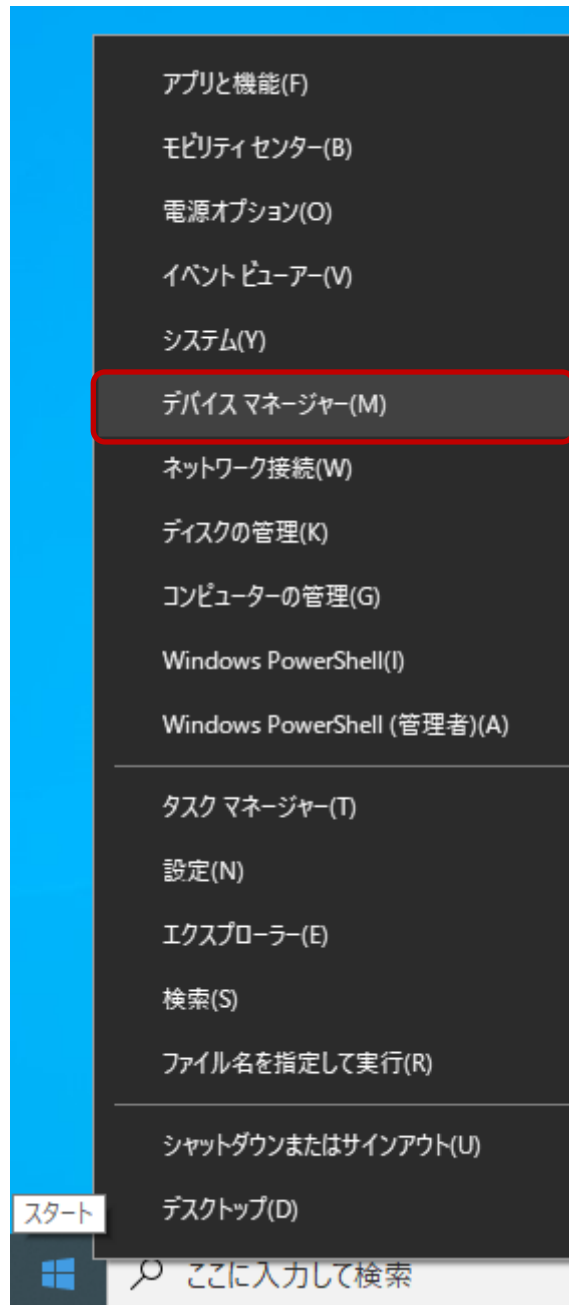 アプリと機能(F)
モビリティ センター(B)
電源オプション(O)
イベント ビューアー(V)
システム(Y)
デバイス マネージャー(M)
ネットワーク接続(W)
ディスクの管理(K)
コンピューターの管理(G)
Windows PowerShell(I)
Windows PowerShell (管理者)(A)
タスク マネージャー(T)
設定(N)
エクスプローラー(E)
検索(S)
ファイル名を指定して実行(R)
シャットダウンまたはサインアウト(U)
デスクトップ(D)
スタート
ここに入力して検索